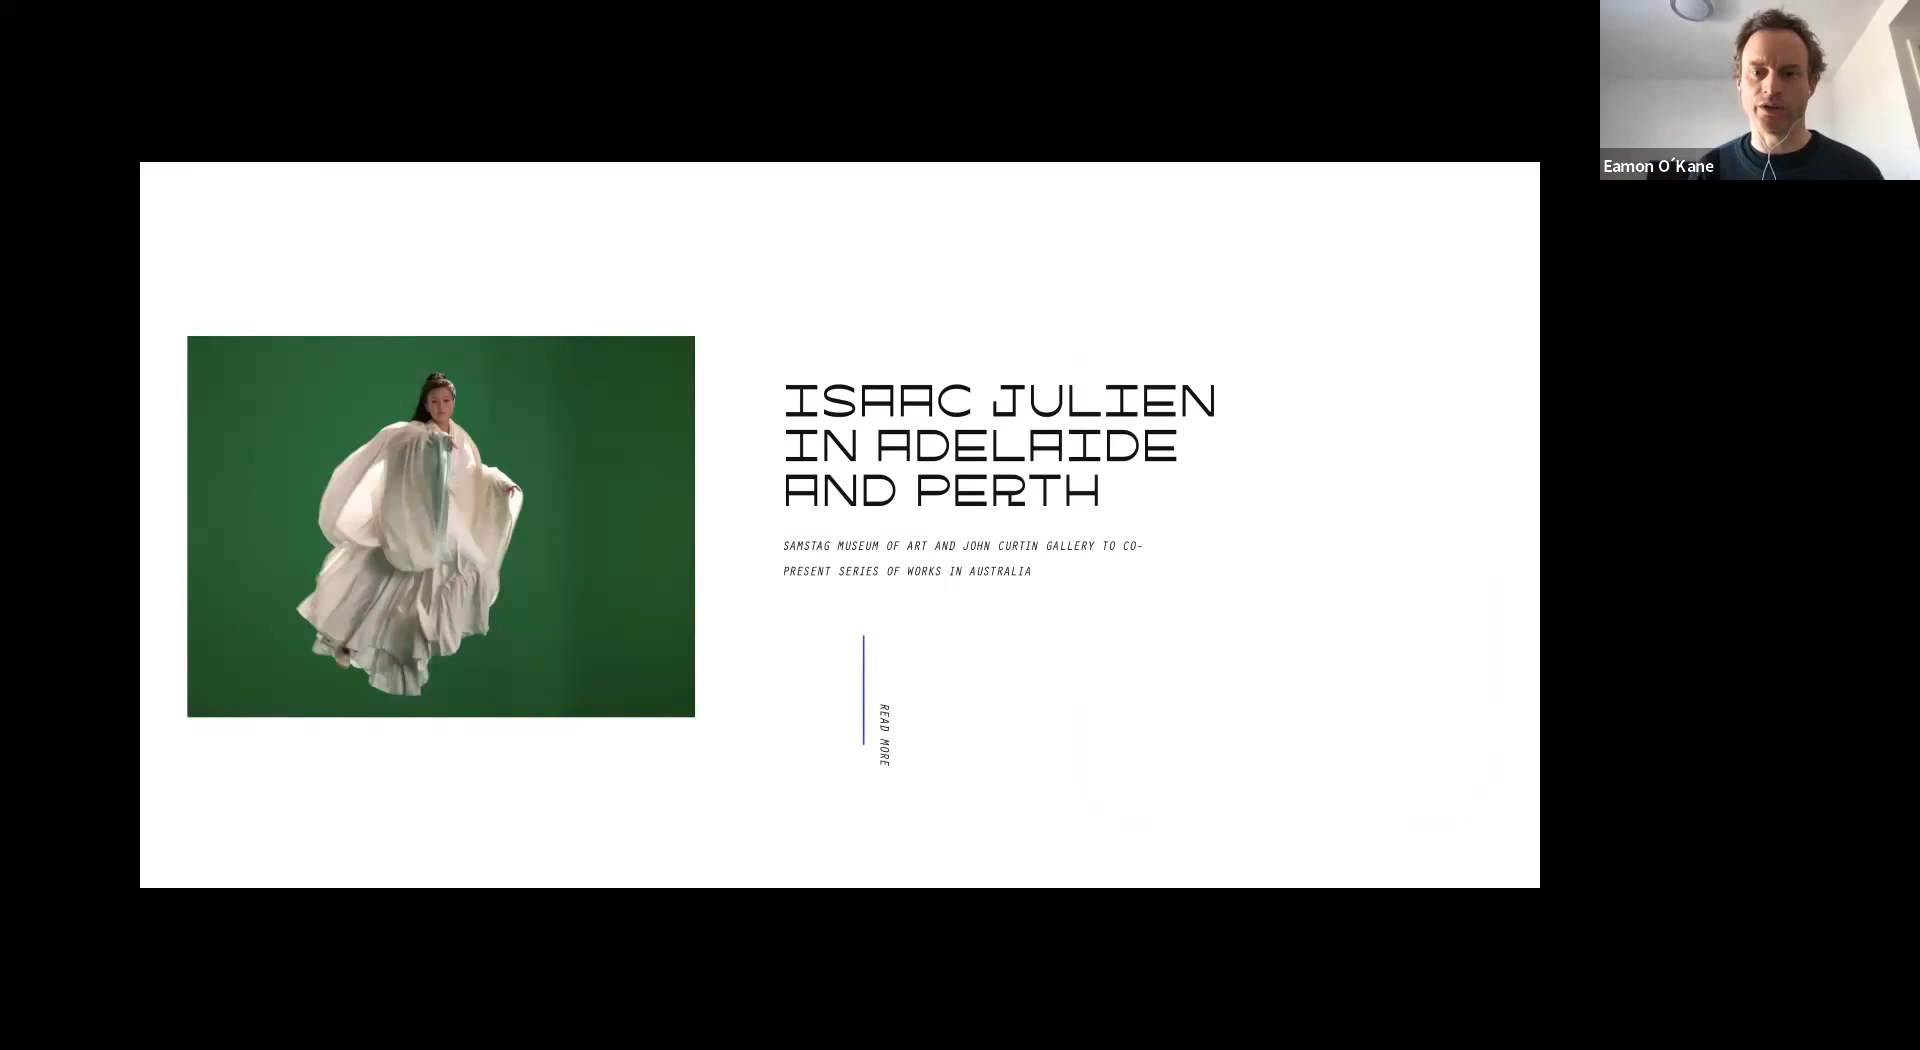 Eamon O´Kane
ISAAC JULIEN
IN ADELAIDE
AND PERTH
SAMSTAG MUSEUM OF ART AND JOHN CURTIN GALLERY TO CO-
PRESENT SERIES OF WORKS IN AUSTRALIA
READ MORE